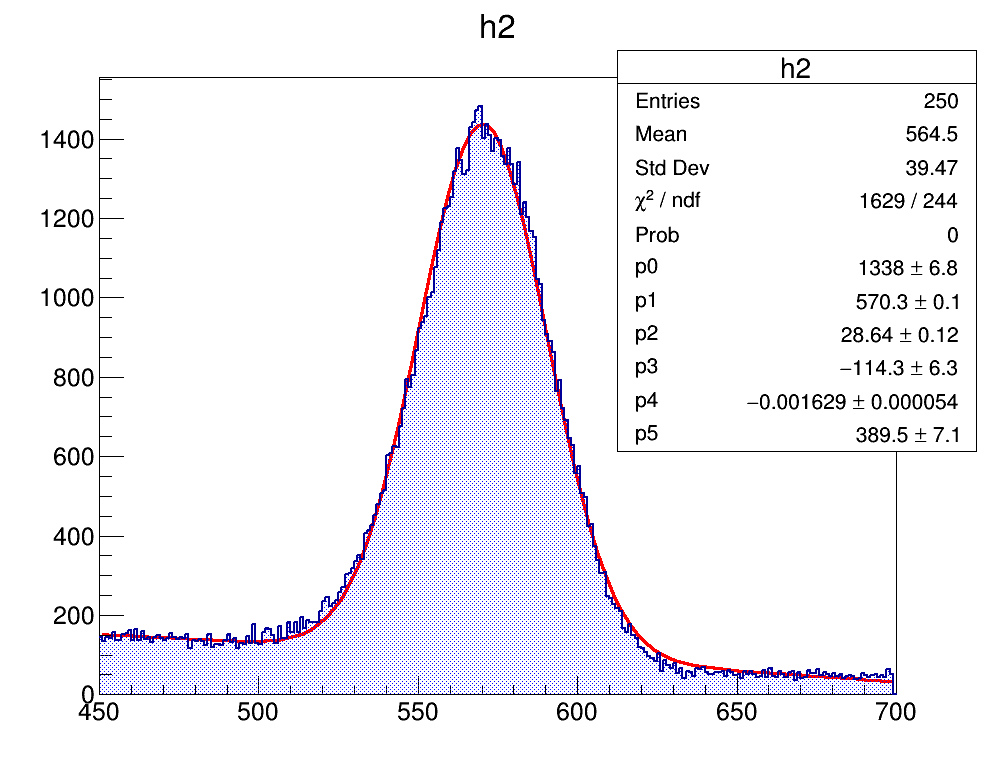 h2
h2
Entries 250
Mean 564.5
Std Dev 39.47
χ² / ndf 1629 / 244
Prob 0
p0 1338 ± 6.8
p1 570.3 ± 0.1
p2 28.64 ± 0.12
p3 −114.3 ± 6.3
p4 −0.001629 ± 0.000054
p5 389.5 ± 7.1
1400
1200
1000
800
600
400
200
0
450 500 550 600 650 700